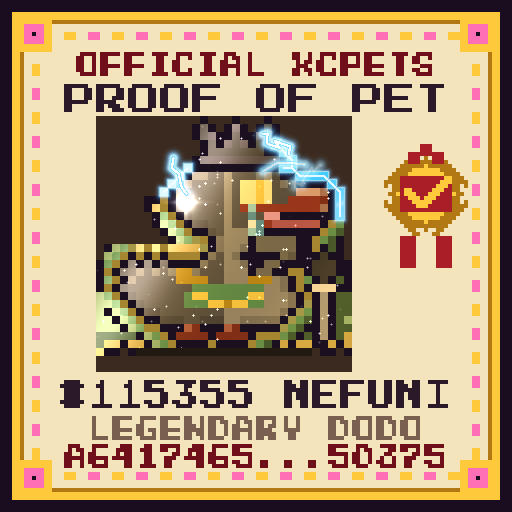 OFFICIAL XCPETS
PROOF OF PET
#115355 NEFUNI
LEGENDARY DODO
A6417465...50375